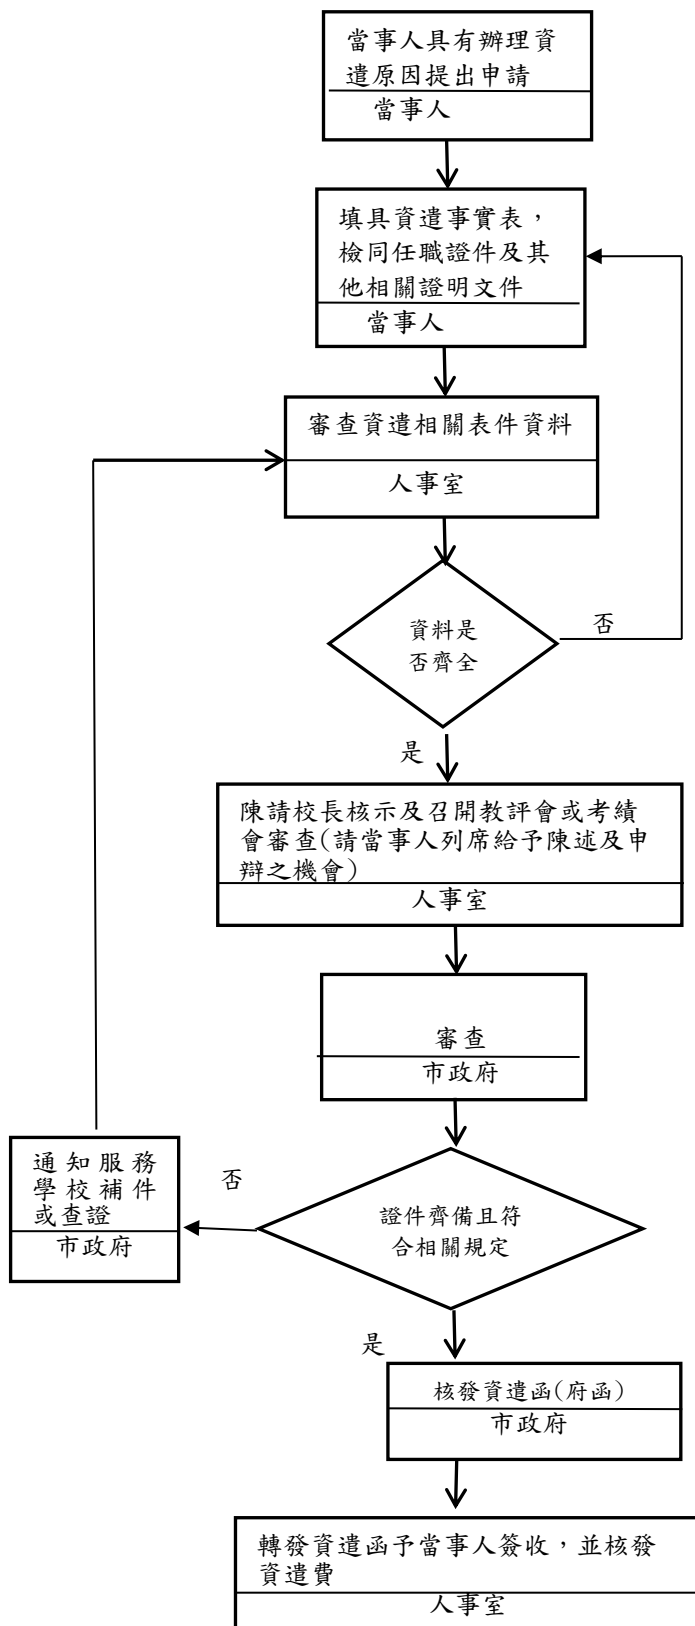 當事人具有辦理資
遣原因提出申請
當事人
填具資遣事實表，
檢同任職證件及其
他相關證明文件
當事人
審查資遣相關表件資料
人事室
資料是
否齊全
否
是
陳請校長核示及召開教評會或考績
會審查(請當事人列席給予陳述及申
辯之機會)
人事室
審查
市政府
通知服務
學校補件
或查證
市政府
否
證件齊備且符
合相關規定
是
核發資遣函(府函)
市政府
轉發資遣函予當事人簽收，並核發
資遣費
人事室